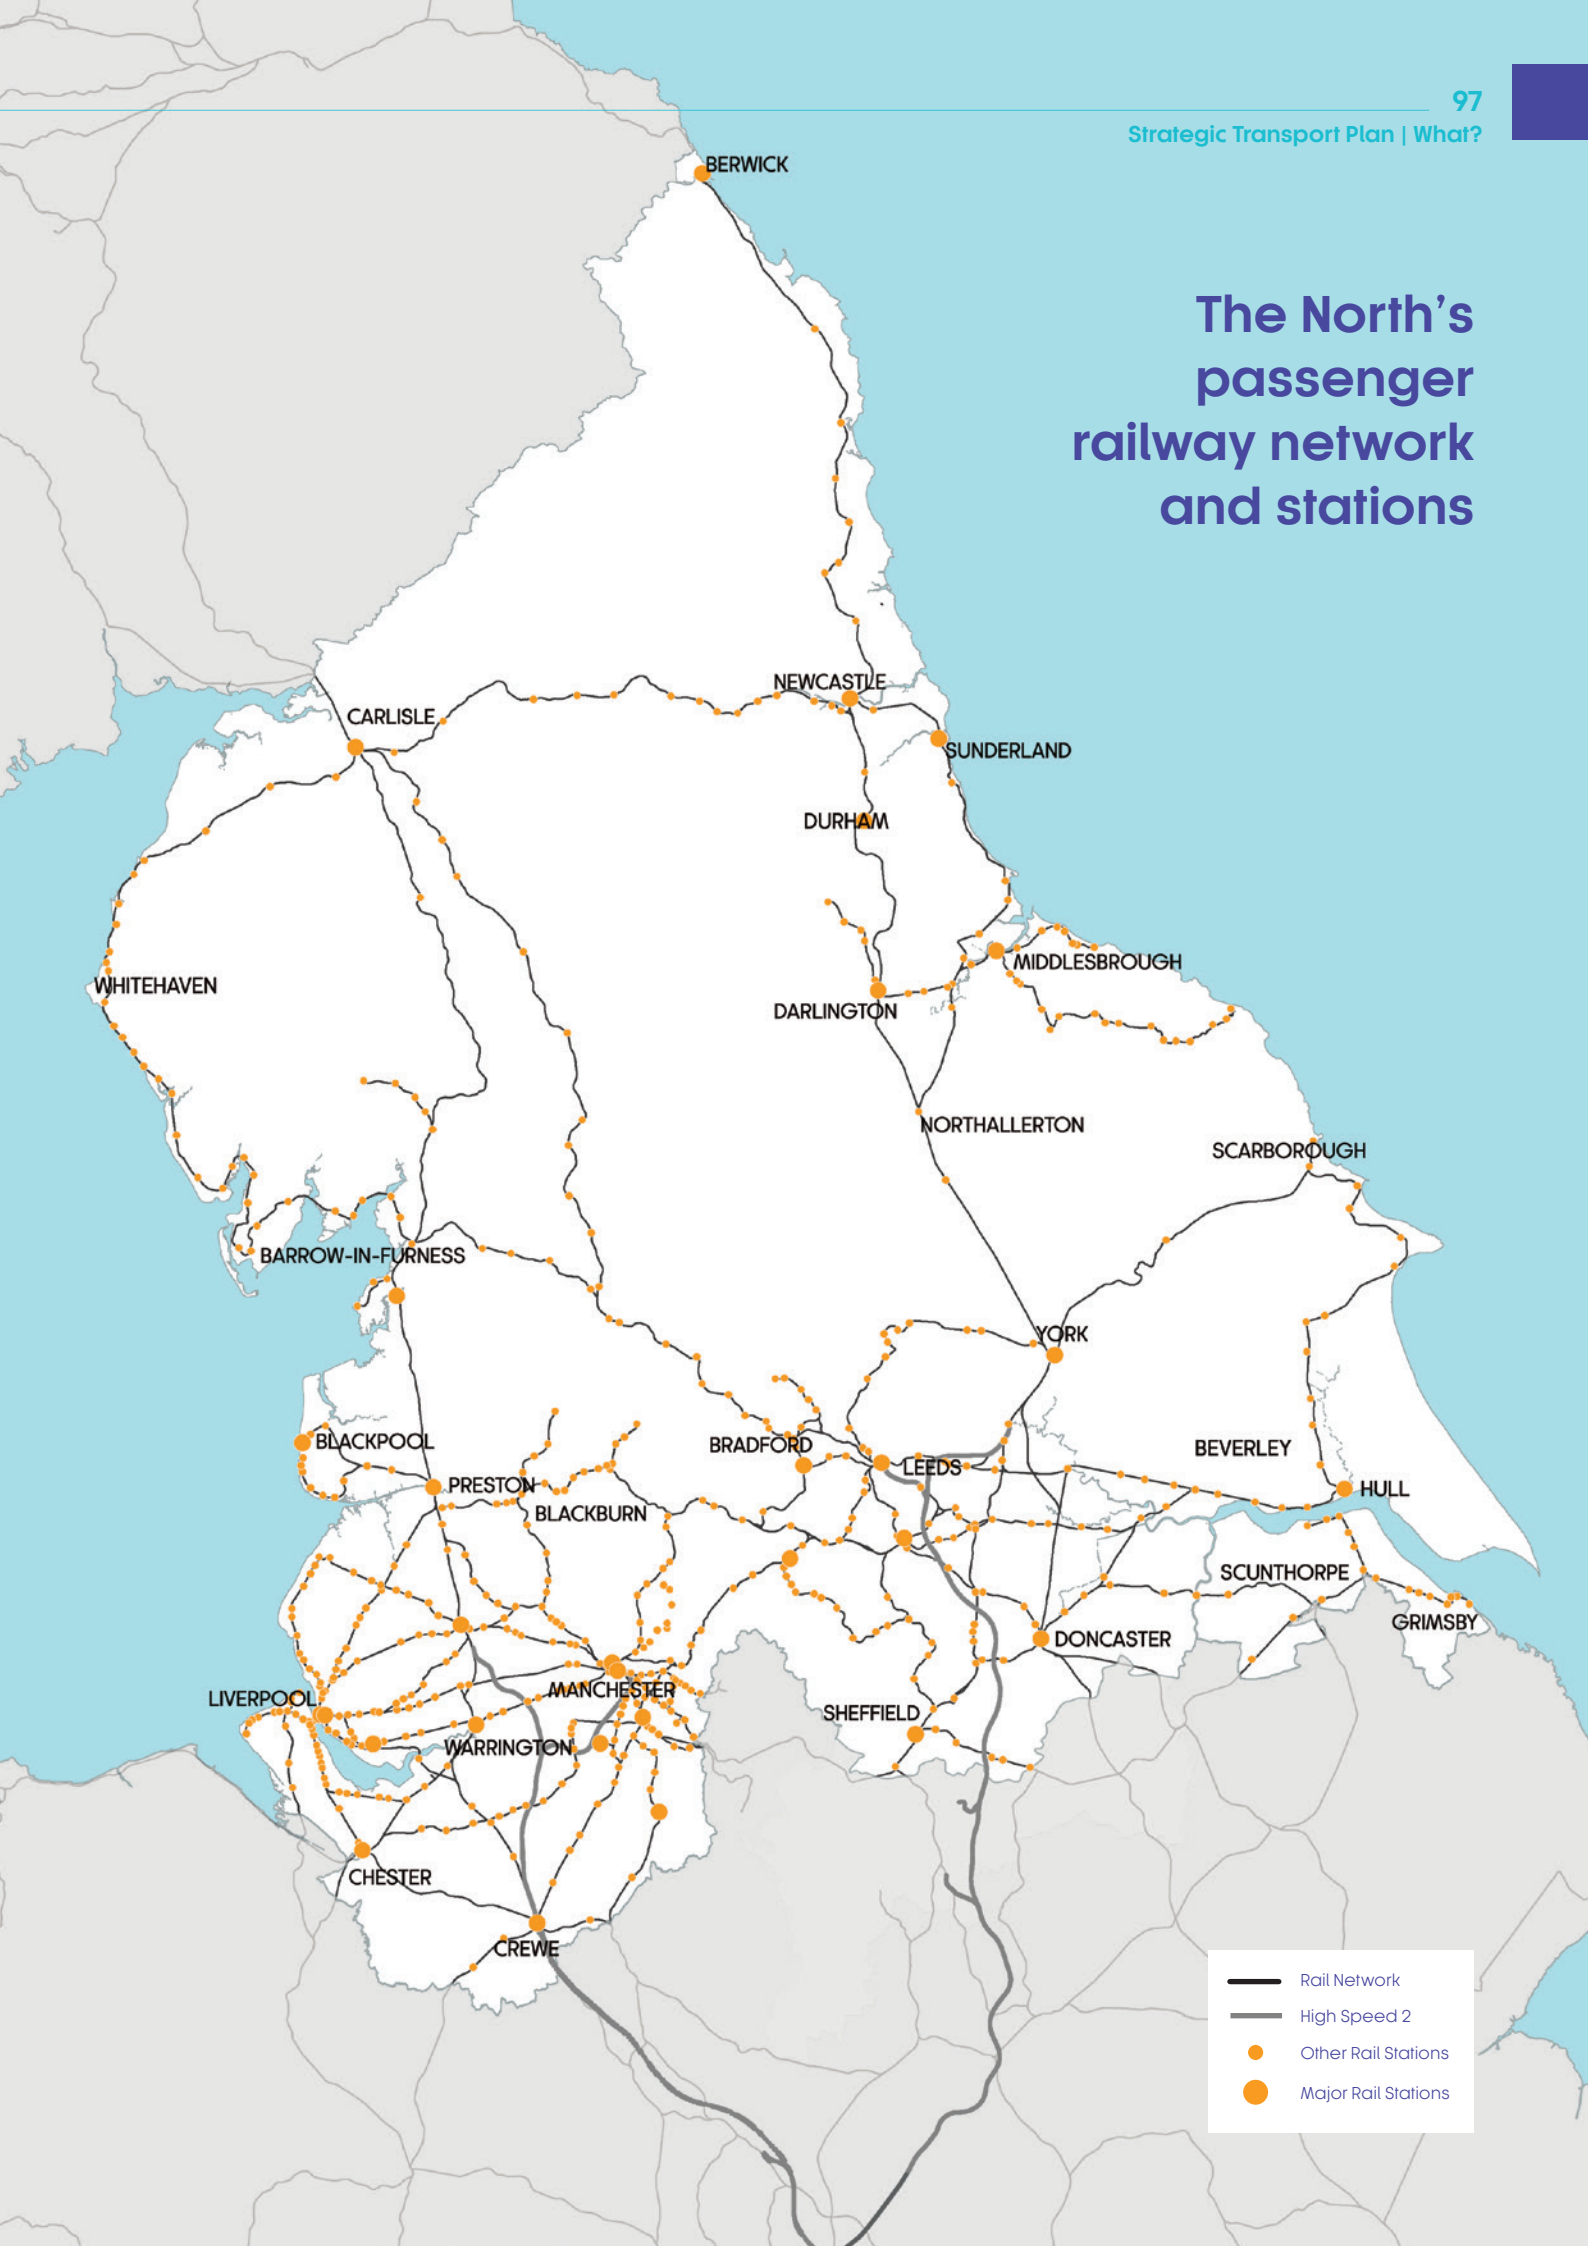 97
Strategic Transport Plan | What?
BERWICK
The North's
passenger
railway network
and stations
NEWCASTLE
CARLISLE
SUNDERLAND
DURHAM
MIDDLESBROUGH
WHITEHAVEN
DARLINGTON
NORTHALLERTON
SCARBOROUGH
BARROW-IN-FURNESS
YORK
BLACKPOOL
BRADFORD
BEVERLEY
LEEDS
PRESTON
HULL
BLACKBURN
SCUNTHORPE
GRIMSBY
DONCASTER
MANCHESTER
LIVERPOOL
SHEFFIELD
WARRINGTON
CHESTER
CREWE
Rail Network
High Speed 2
Other Rail Stations
Major Rail Stations